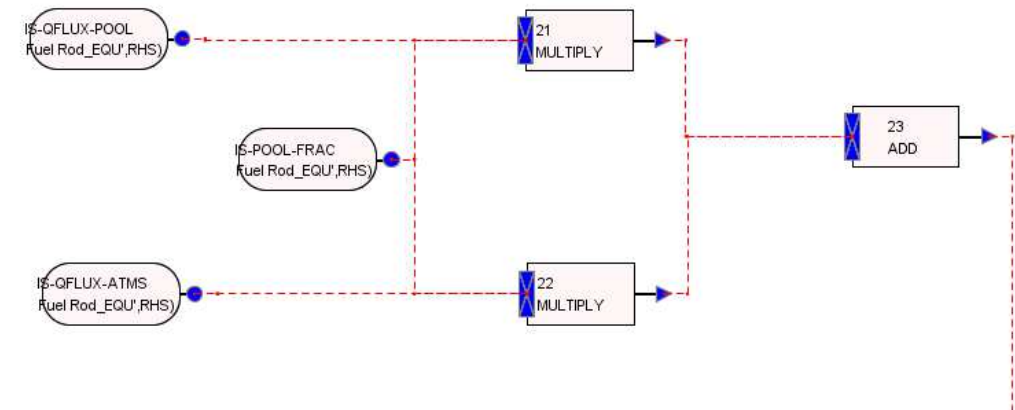 IS-QFLUX-POOL
Fuel Rod_EQU',RHS)
21
MULTIPLY
IS-POOL-FRAC
Fuel Rod_EQU',RHS)
23
ADD
IS-QFLUX-ATMS
Fuel Rod_EQU',RHS)
22
MULTIPLY